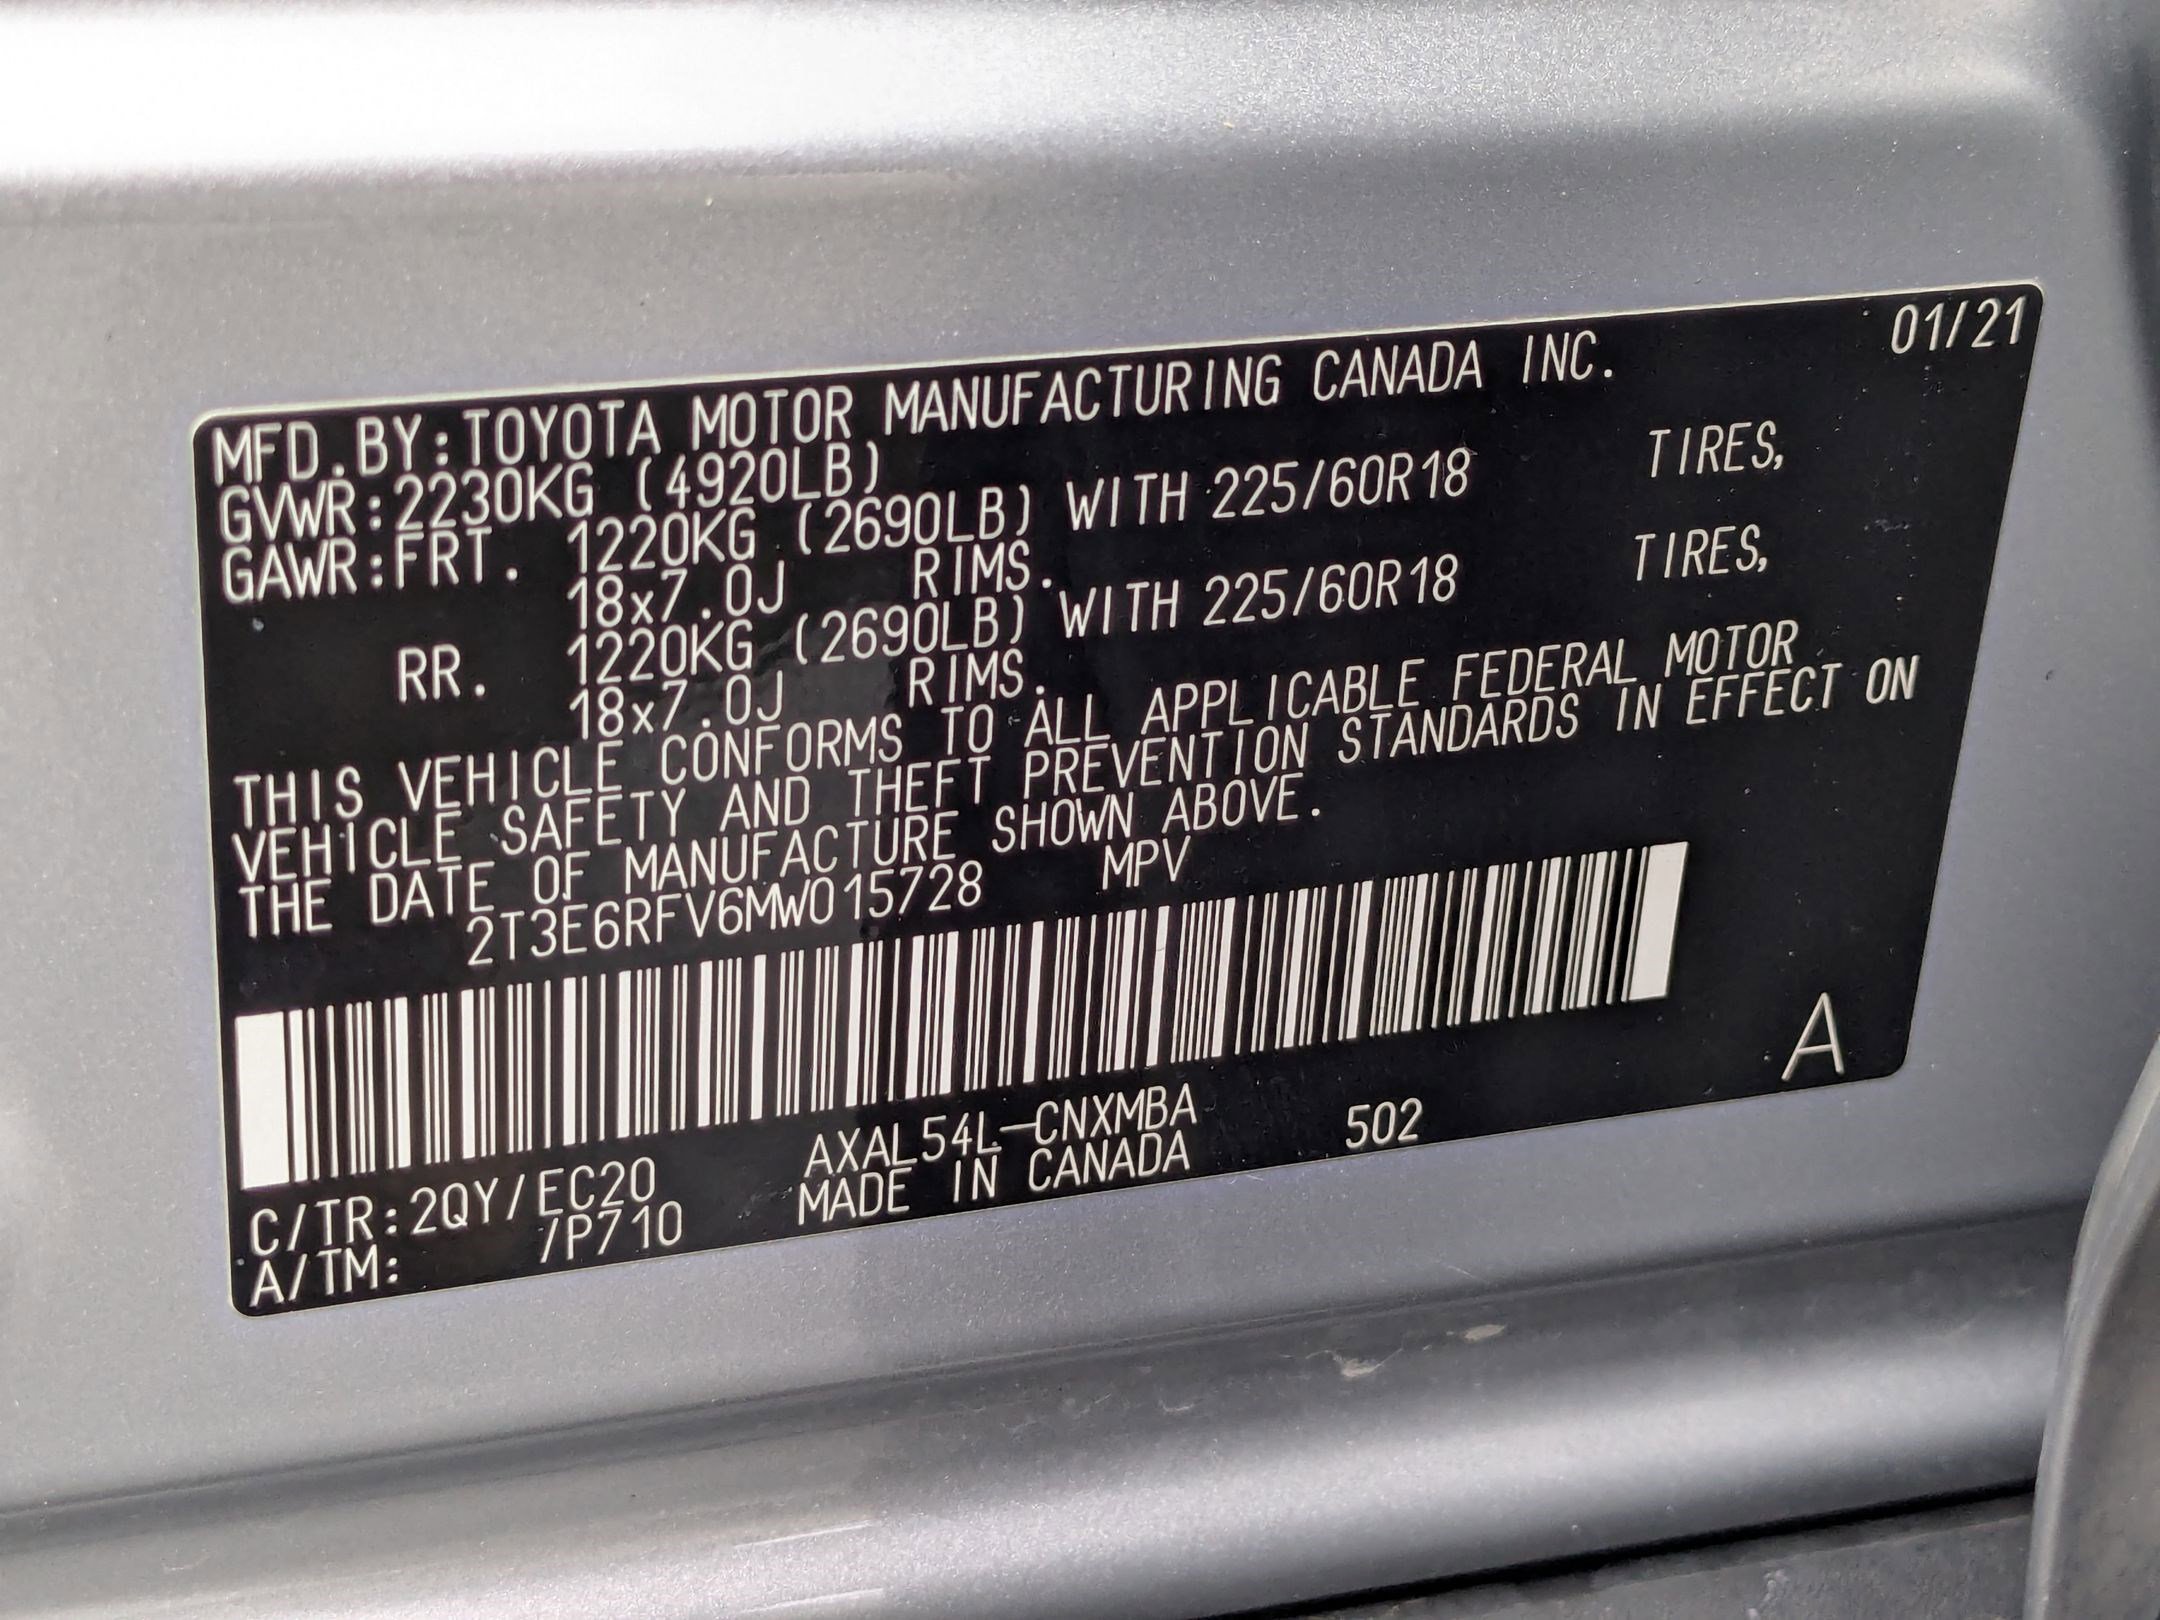 01/21
MFD.BY:TOYOTA MOTOR MANUFACTURING CANADA INC.
GVWR:2230KG (4920LB)
GAWR:FRT. 1220KG (2690LB) WITH 225/60R18 TIRES,
18x7.0J RIMS.
RR. 1220KG (2690LB) WITH 225/60R18 TIRES,
18x7.0J RIMS.
THIS VEHICLE CONFORMS TO ALL APPLICABLE FEDERAL MOTOR
VEHICLE SAFETY AND THEFT PREVENTION STANDARDS IN EFFECT ON
THE DATE OF MANUFACTURE SHOWN ABOVE.
2T3E6RFV6MW015728 MPV
A
C/TR:2QY/EC20 AXAL54L-CNXMBA 502
A/TM: /P710 MADE IN CANADA